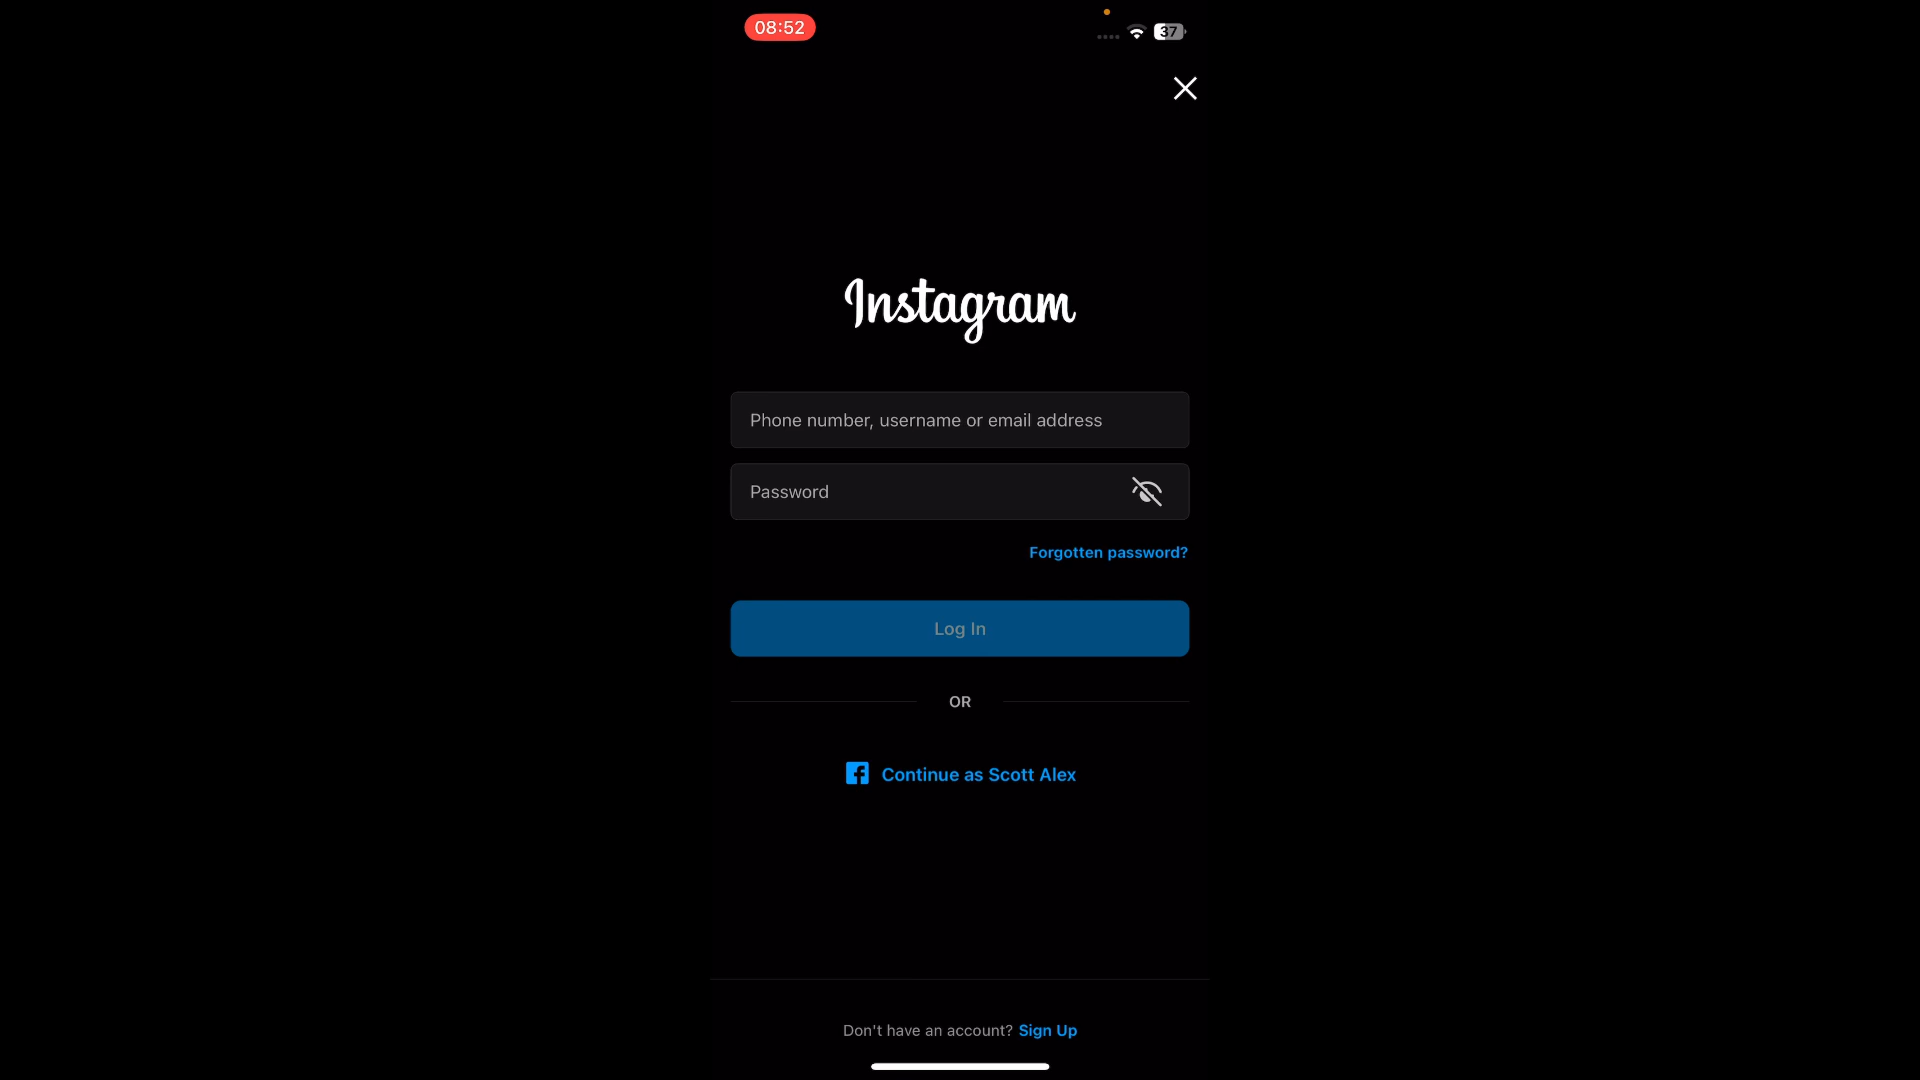 08:52
37
Instagram
Phone number, username or email address
Password
Forgotten password?
Log In
OR
Continue as Scott Alex
Don't have an account? Sign Up